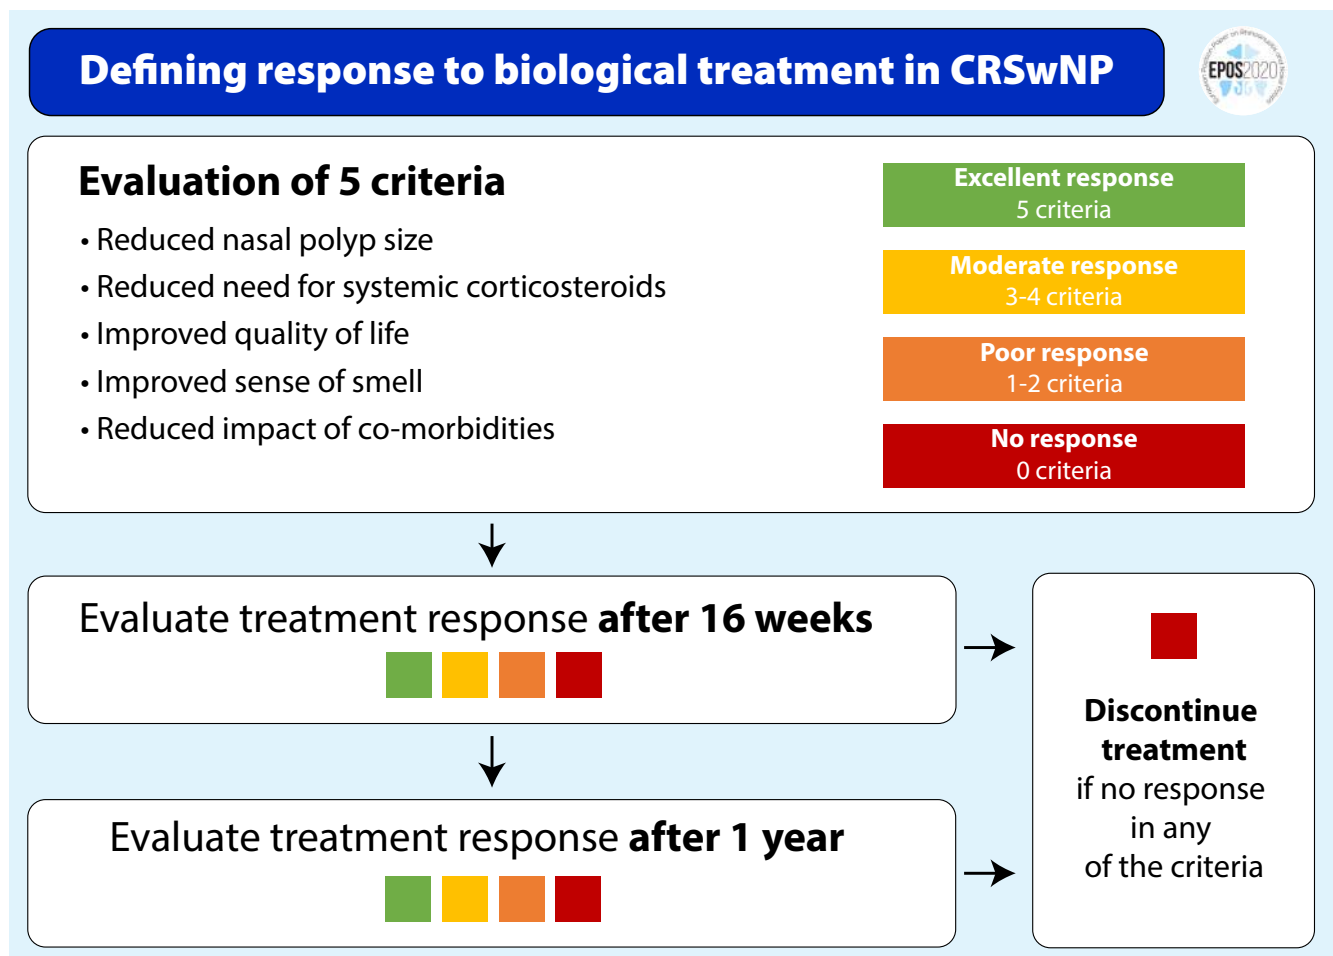 Defining response to biological treatment in CRSwNP
EPOS2020
Evaluation of 5 criteria
• Reduced nasal polyp size
• Reduced need for systemic corticosteroids
• Improved quality of life
• Improved sense of smell
• Reduced impact of co-morbidities
Excellent response
5 criteria
Moderate response
3-4 criteria
Poor response
1-2 criteria
No response
0 criteria
Evaluate treatment response after 16 weeks
Evaluate treatment response after 1 year
Discontinue
treatment
if no response
in any
of the criteria